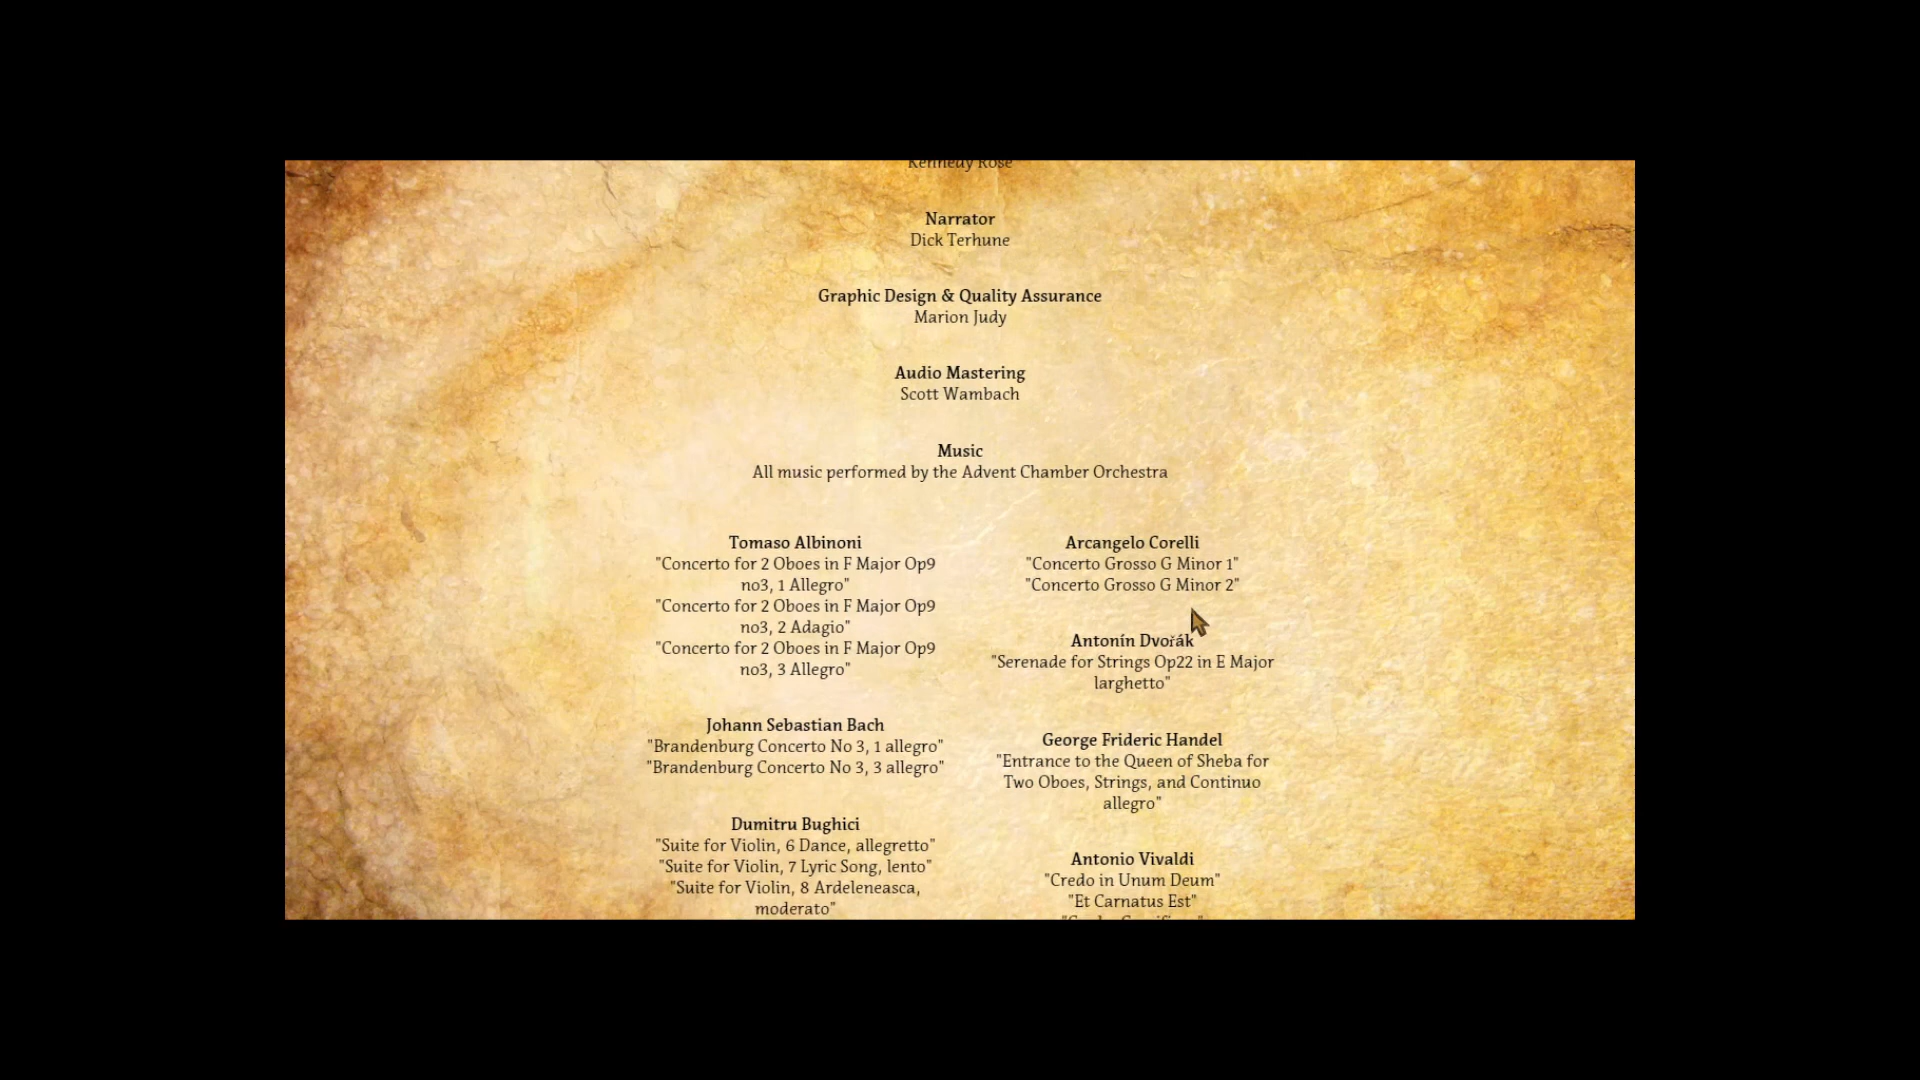 Kennedy Rose
Narrator
Dick Terhune
Graphic Design & Quality Assurance
Marion Judy
Audio Mastering
Scott Wambach
Music
All music performed by the Advent Chamber Orchestra
Tomaso Albinoni
"Concerto for 2 Oboes in F Major Op9
no3, 1 Allegro"
"Concerto for 2 Oboes in F Major Op9
no3, 2 Adagio"
"Concerto for 2 Oboes in F Major Op9
no3, 3 Allegro"
Johann Sebastian Bach
"Brandenburg Concerto No 3, 1 allegro"
"Brandenburg Concerto No 3, 3 allegro"
Dumitru Bughici
"Suite for Violin, 6 Dance, allegretto"
"Suite for Violin, 7 Lyric Song, lento"
"Suite for Violin, 8 Ardeleneasca,
moderato"
Arcangelo Corelli
"Concerto Grosso G Minor 1"
"Concerto Grosso G Minor 2"
Antonín Dvořák
"Serenade for Strings Op22 in E Major
larghetto"
George Frideric Handel
"Entrance to the Queen of Sheba for
Two Oboes, Strings, and Continuo
allegro"
Antonio Vivaldi
"Credo in Unum Deum"
"Et Carnatus Est"